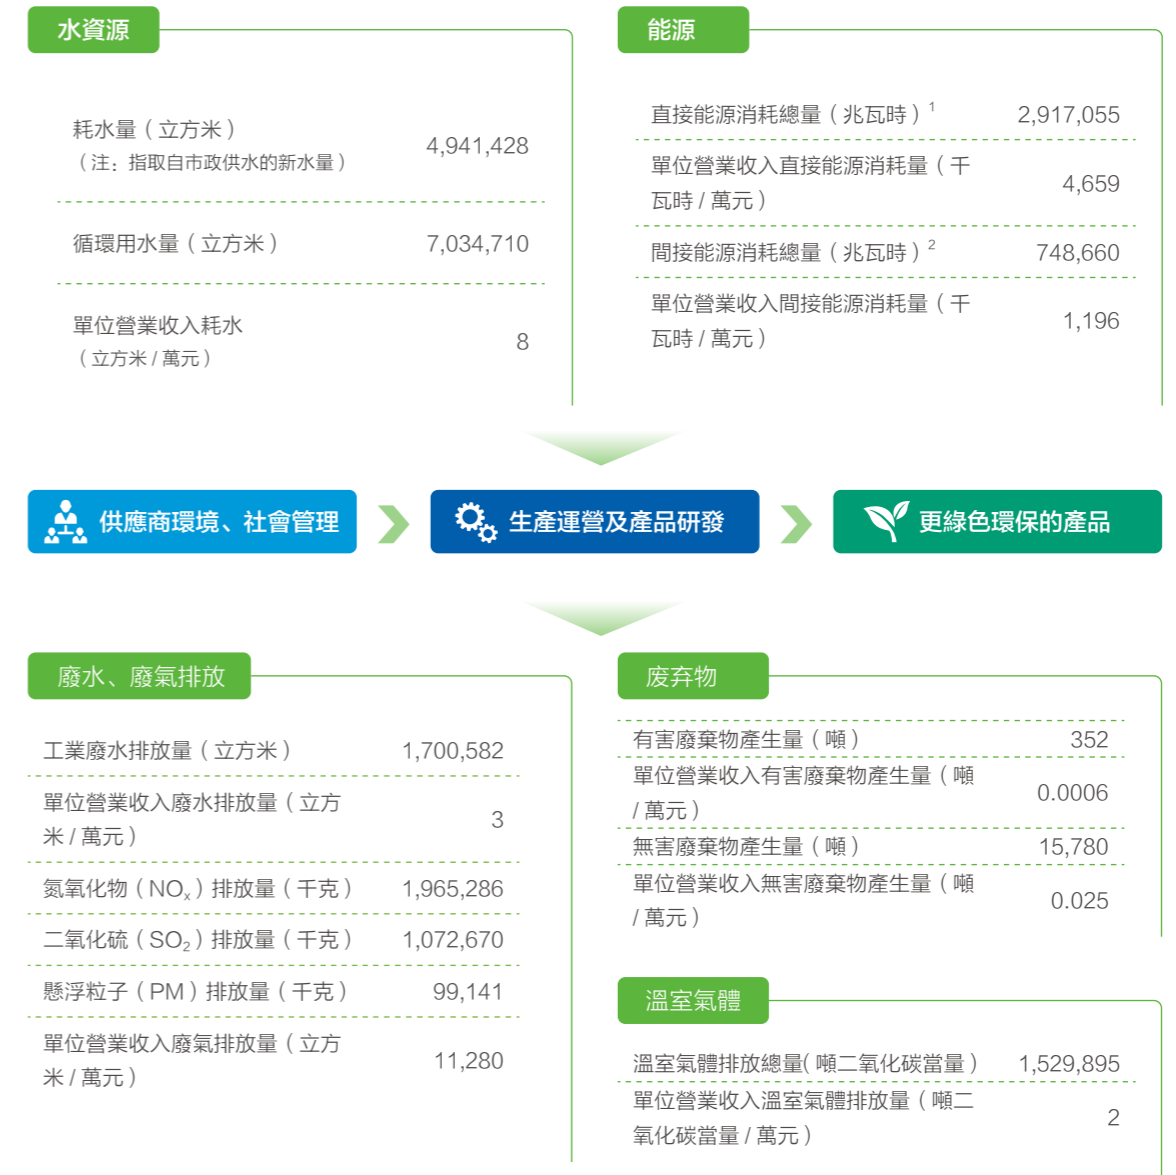 水資源
耗水量（立方米）
（注：指取自市政供水的新水量）
4,941,428
循環用水量（立方米）
7,034,710
單位營業收入耗水
（立方米 / 萬元）
8
能源
直接能源消耗總量（兆瓦時）1
2,917,055
單位營業收入直接能源消耗量（千
瓦時 / 萬元）
4,659
間接能源消耗總量（兆瓦時）2
748,660
單位營業收入間接能源消耗量（千
瓦時 / 萬元）
1,196
供應商環境、社會管理
生產運營及產品研發
更綠色環保的產品
廢水、廢氣排放
工業廢水排放量（立方米）
1,700,582
單位營業收入廢水排放量（立方
米 / 萬元）
3
氮氧化物（NOx）排放量（千克）
1,965,286
二氧化硫（SO2）排放量（千克）
1,072,670
懸浮粒子（PM）排放量（千克）
99,141
單位營業收入廢氣排放量（立方
米 / 萬元）
11,280
废弃物
有害廢棄物產生量（噸）
352
單位營業收入有害廢棄物產生量（噸
/ 萬元）
0.0006
無害廢棄物產生量（噸）
15,780
單位營業收入無害廢棄物產生量（噸
/ 萬元）
0.025
溫室氣體
溫室氣體排放總量（噸二氧化碳當量）
1,529,895
單位營業收入溫室氣體排放量（噸二
氧化碳當量 / 萬元）
2